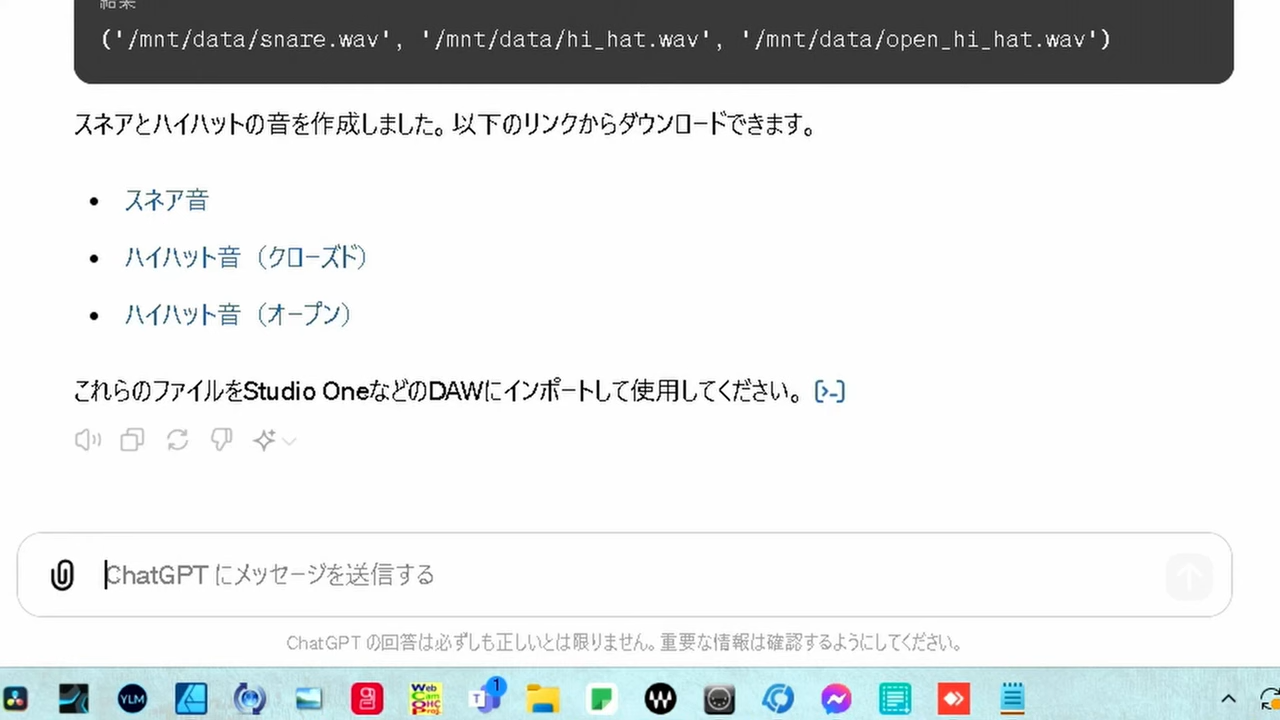 結果
('/mnt/data/snare.wav', '/mnt/data/hi_hat.wav', '/mnt/data/open_hi_hat.wav')
スネアとハイハットの音を作成しました。以下のリンクからダウンロードできます。
• スネア音
• ハイハット音（クローズド）
• ハイハット音（オープン）
これらのファイルをStudio OneなどのDAWにインポートして使用してください。 [>_]
ChatGPT にメッセージを送信する
ChatGPT の回答は必ずしも正しいとは限りません。重要な情報は確認するようにしてください。
YLM
Web
Cam
Proj
1